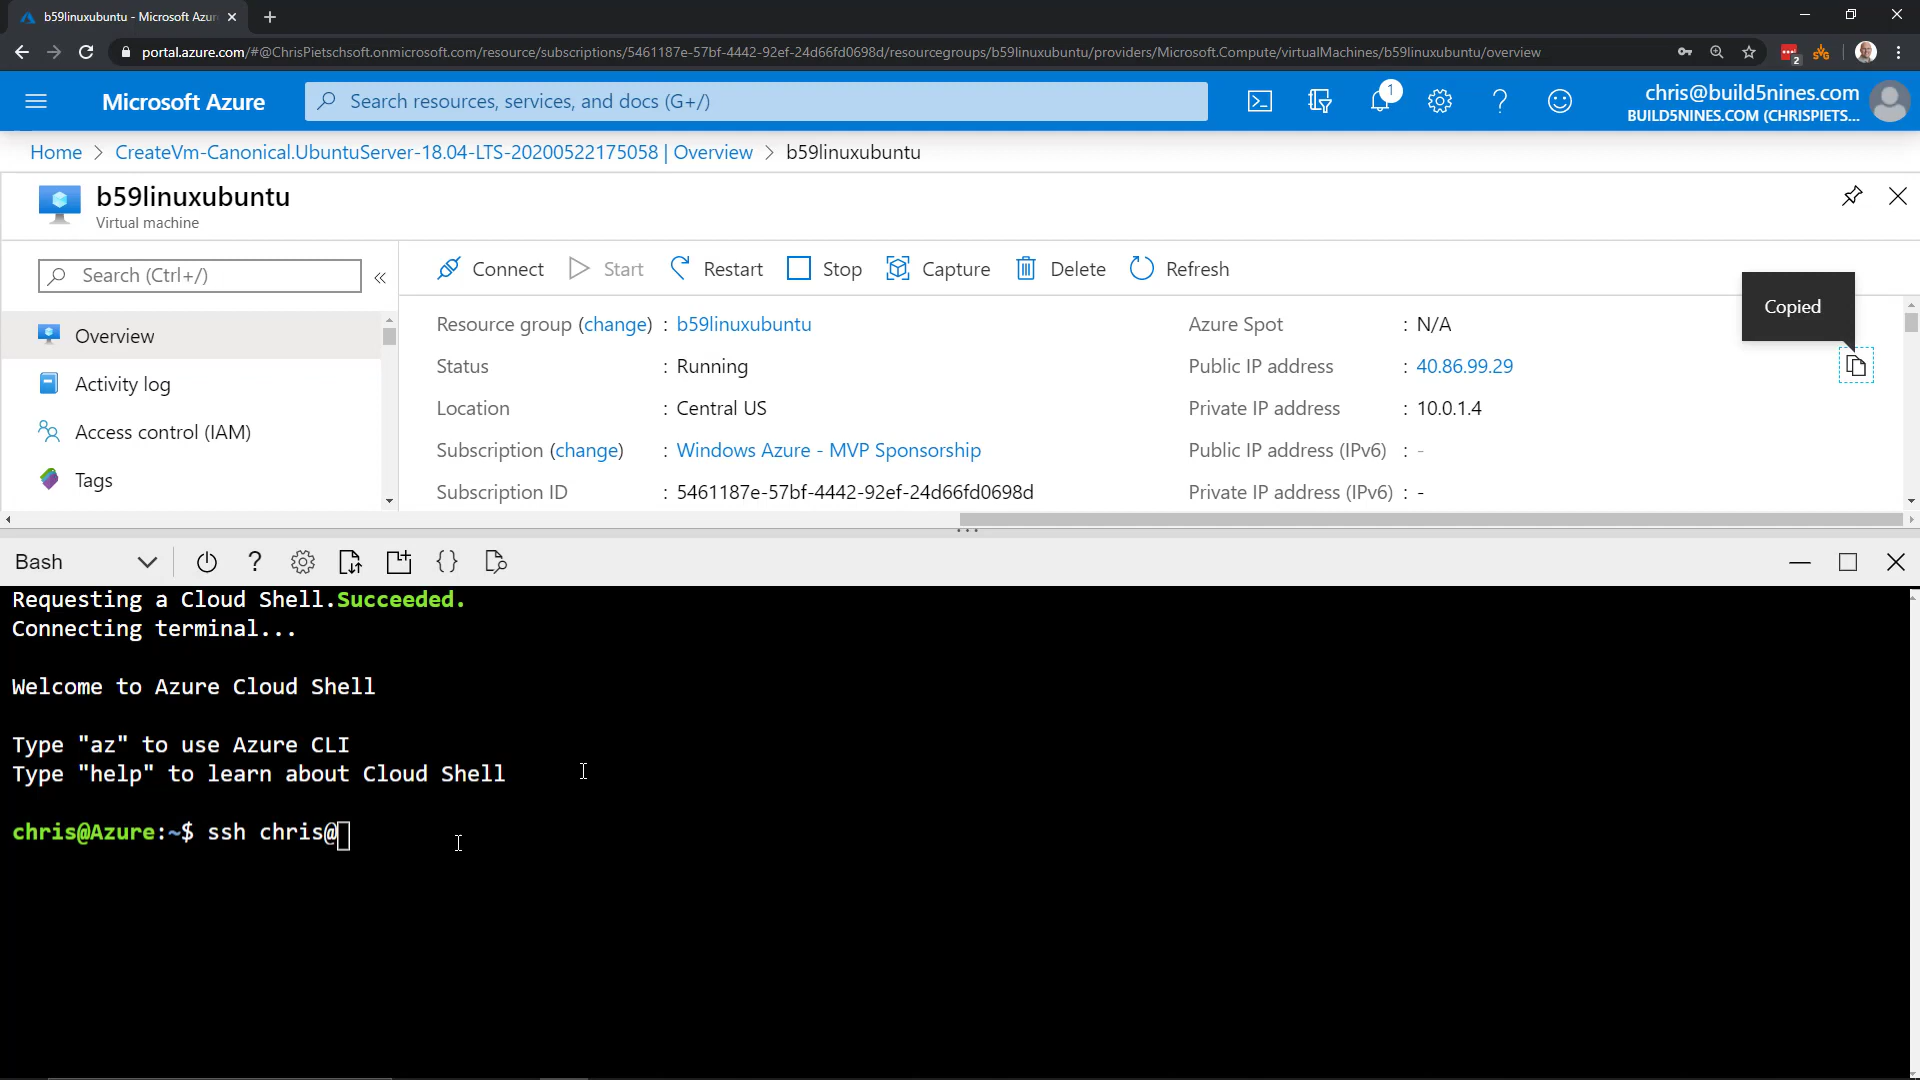 b59linuxubuntu - Microsoft Azur
portal.azure.com/#@ChrisPietschsoft.onmicrosoft.com/resource/subscriptions/5461187e-57bf-4442-92ef-24d66fd0698d/resourcegroups/b59linuxubuntu/providers/Microsoft.Compute/virtualMachines/b59linuxubuntu/overview
2
Microsoft Azure
Search resources, services, and docs (G+/)
1
chris@build5nines.com
BUILD5NINES.COM (CHRISPIETS...
Home > CreateVm-Canonical.UbuntuServer-18.04-LTS-20200522175058 | Overview > b59linuxubuntu
b59linuxubuntu
Virtual machine
Search (Ctrl+/)
«
Overview
Activity log
Access control (IAM)
Tags
Connect Start Restart Stop Capture Delete Refresh
Copied
Resource group (change) : b59linuxubuntu
Status : Running
Location : Central US
Subscription (change) : Windows Azure - MVP Sponsorship
Subscription ID : 5461187e-57bf-4442-92ef-24d66fd0698d
Azure Spot : N/A
Public IP address : 40.86.99.29
Private IP address : 10.0.1.4
Public IP address (IPv6) : -
Private IP address (IPv6) : -
Bash
Requesting a Cloud Shell.Succeeded.
Connecting terminal...
Welcome to Azure Cloud Shell
Type "az" to use Azure CLI
Type "help" to learn about Cloud Shell
chris@Azure:~$ ssh chris@